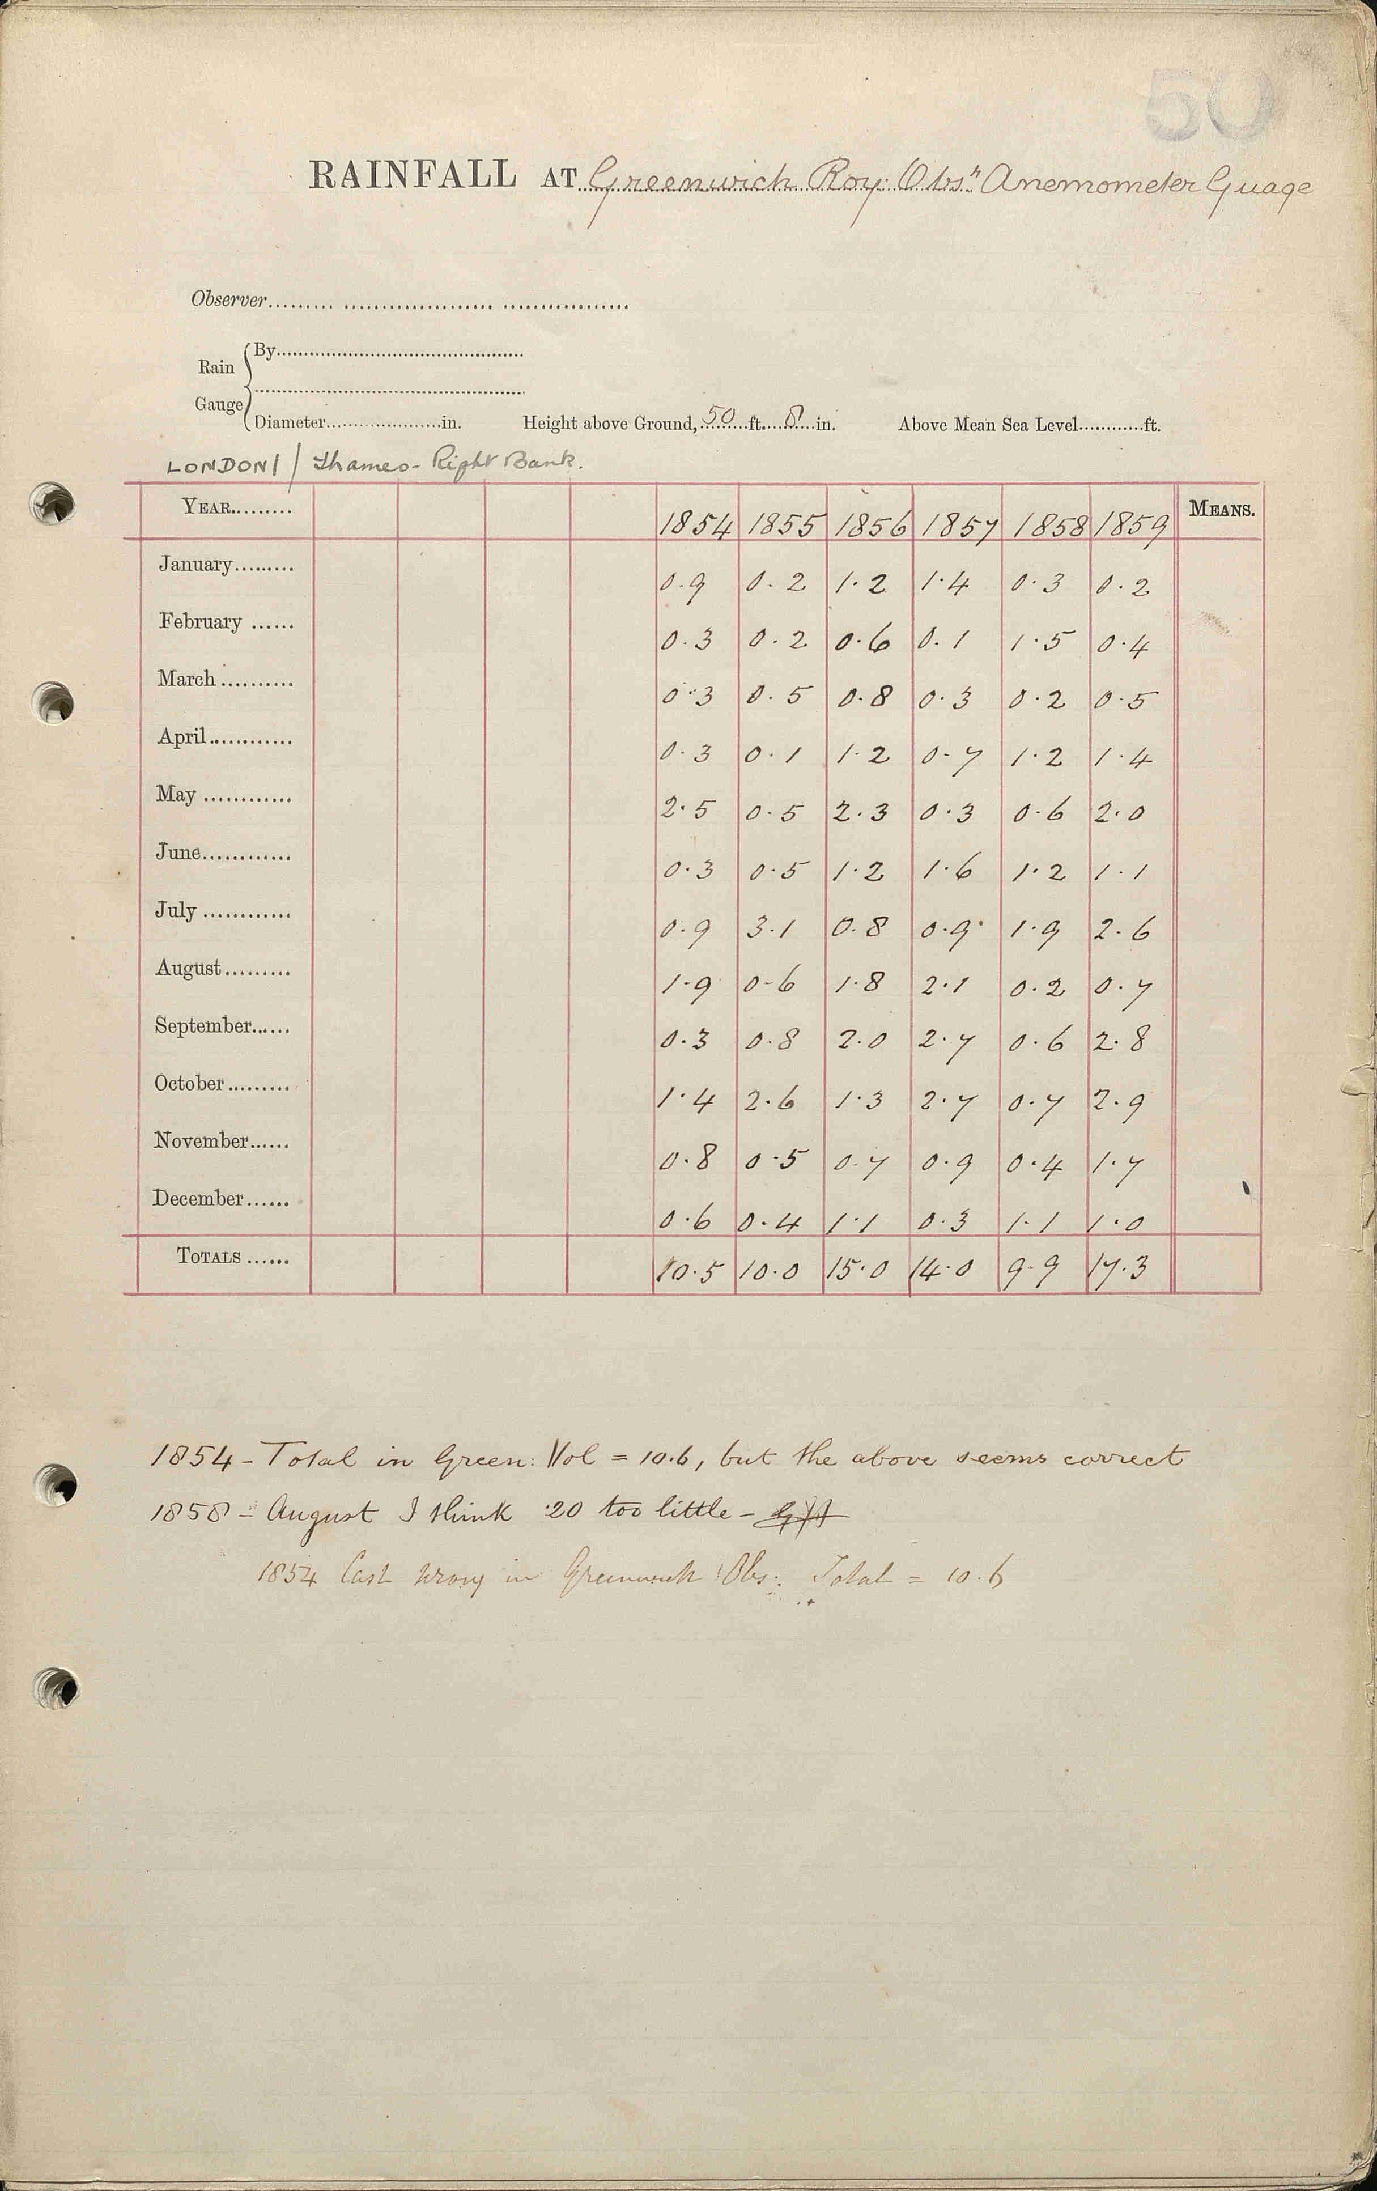 50
RAINFALL AT Greenwich Roy: Obsy Anemometer Guage
Observer
Rain Gauge { By
Diameter in. Height above Ground, 50 ft. 8 in. Above Mean Sea Level ft.
LONDON / Thames - Right Bank.
YEAR 1854 1855 1856 1857 1858 1859 MEANS.
January 0.9 0.2 1.2 1.4 0.3 0.2
February 0.3 0.2 0.6 0.1 1.5 0.4
March 0.3 0.5 0.8 0.3 0.2 0.5
April 0.3 0.1 1.2 0.7 1.2 1.4
May 2.5 0.5 2.3 0.3 0.6 2.0
June 0.3 0.5 1.2 1.6 1.2 1.1
July 0.9 3.1 0.8 0.9 1.9 2.6
August 1.9 0.6 1.8 2.1 0.2 0.7
September 0.3 0.8 2.0 2.7 0.6 2.8
October 1.4 2.6 1.3 2.7 0.7 2.9
November 0.8 0.5 0.7 0.9 0.4 1.7
December 0.6 0.4 1.1 0.3 1.1 1.0
TOTALS 10.5 10.0 15.0 14.0 9.9 17.3
1854 - Total in Green: Vol = 10.6, but the above seems correct
1858 - August I think .20 too little -
1854 Cast wrong in Greenwich Obs: Total = 10.6